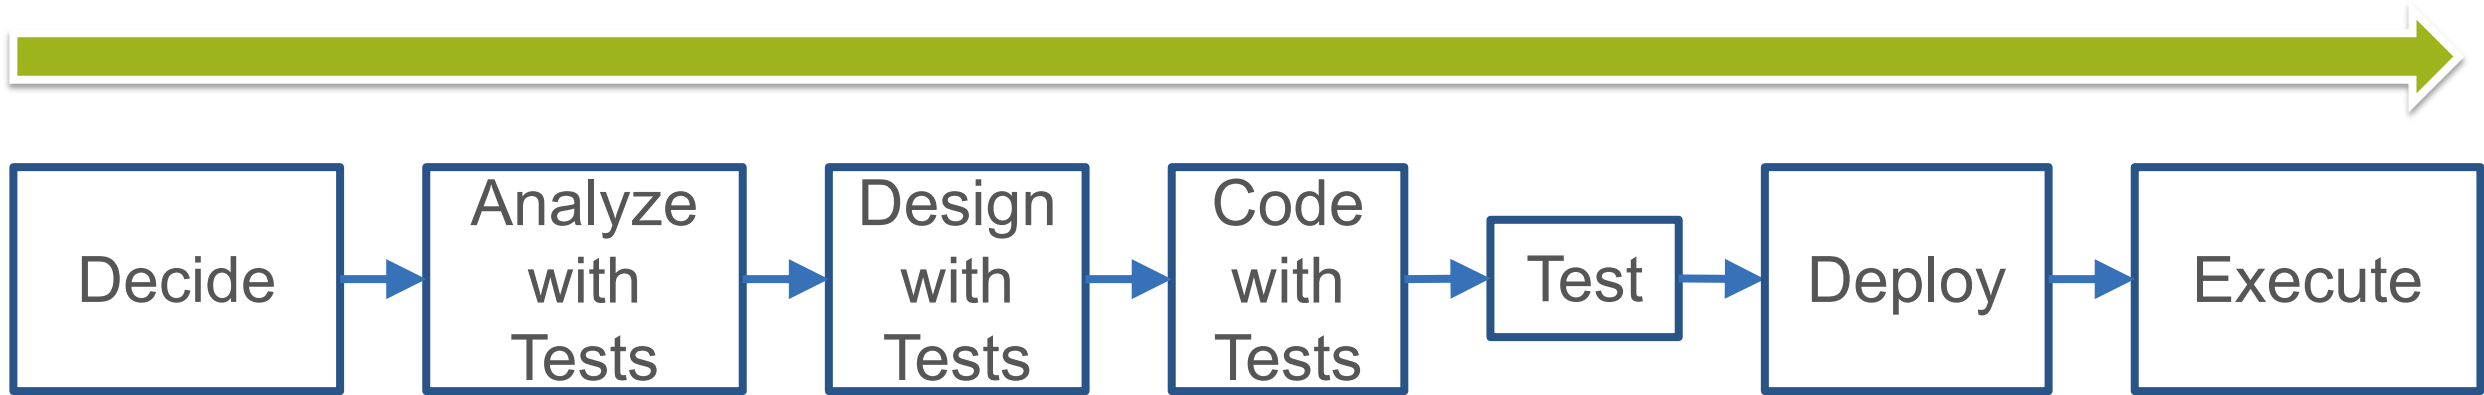 Decide
Analyze
with
Tests
Design
with
Tests
Code
with
Tests
Test
Deploy
Execute